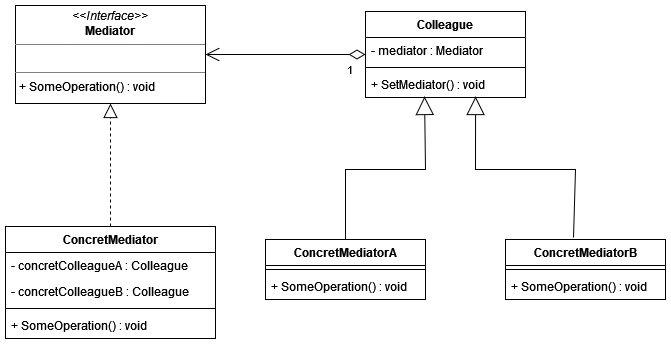 <<Interface>>
Mediator
+ SomeOperation() : void
Colleague
- mediator : Mediator
+ SetMediator() : void
1
ConcretMediator
- concretColleagueA : Colleague
- concretColleagueB : Colleague
+ SomeOperation() : void
ConcretMediatorA
+ SomeOperation() : void
ConcretMediatorB
+ SomeOperation() : void